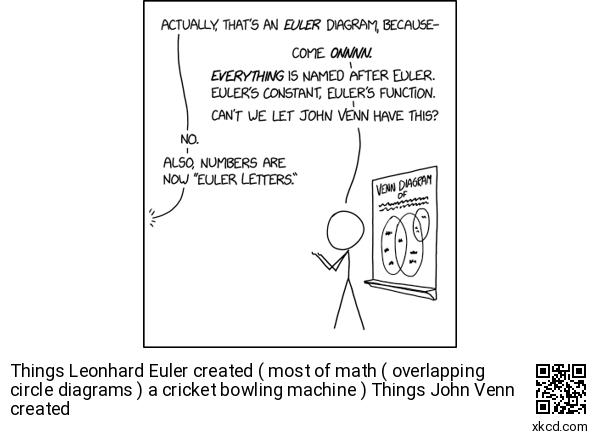 ACTUALLY, THAT'S AN EULER DIAGRAM, BECAUSE-
COME ONNNN.
EVERYTHING IS NAMED AFTER EULER.
EULER'S CONSTANT, EULER'S FUNCTION.
CAN'T WE LET JOHN VENN HAVE THIS?
NO.
ALSO, NUMBERS ARE
NOW "EULER LETTERS."
VENN DIAGRAM
OF
Things Leonhard Euler created ( most of math ( overlapping
circle diagrams ) a cricket bowling machine ) Things John Venn
created
xkcd.com